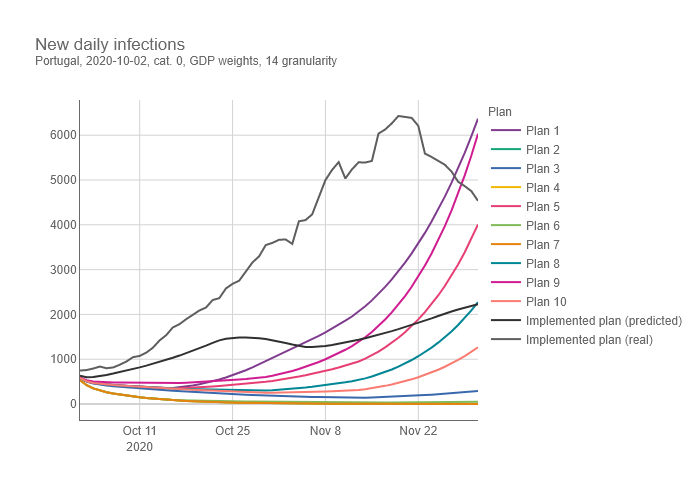 New daily infections
Portugal, 2020-10-02, cat. 0, GDP weights, 14 granularity
Plan
6000
5000
4000
3000
2000
1000
0
Oct 11
2020
Oct 25
Nov 8
Nov 22
Plan 1
Plan 2
Plan 3
Plan 4
Plan 5
Plan 6
Plan 7
Plan 8
Plan 9
Plan 10
Implemented plan (predicted)
Implemented plan (real)